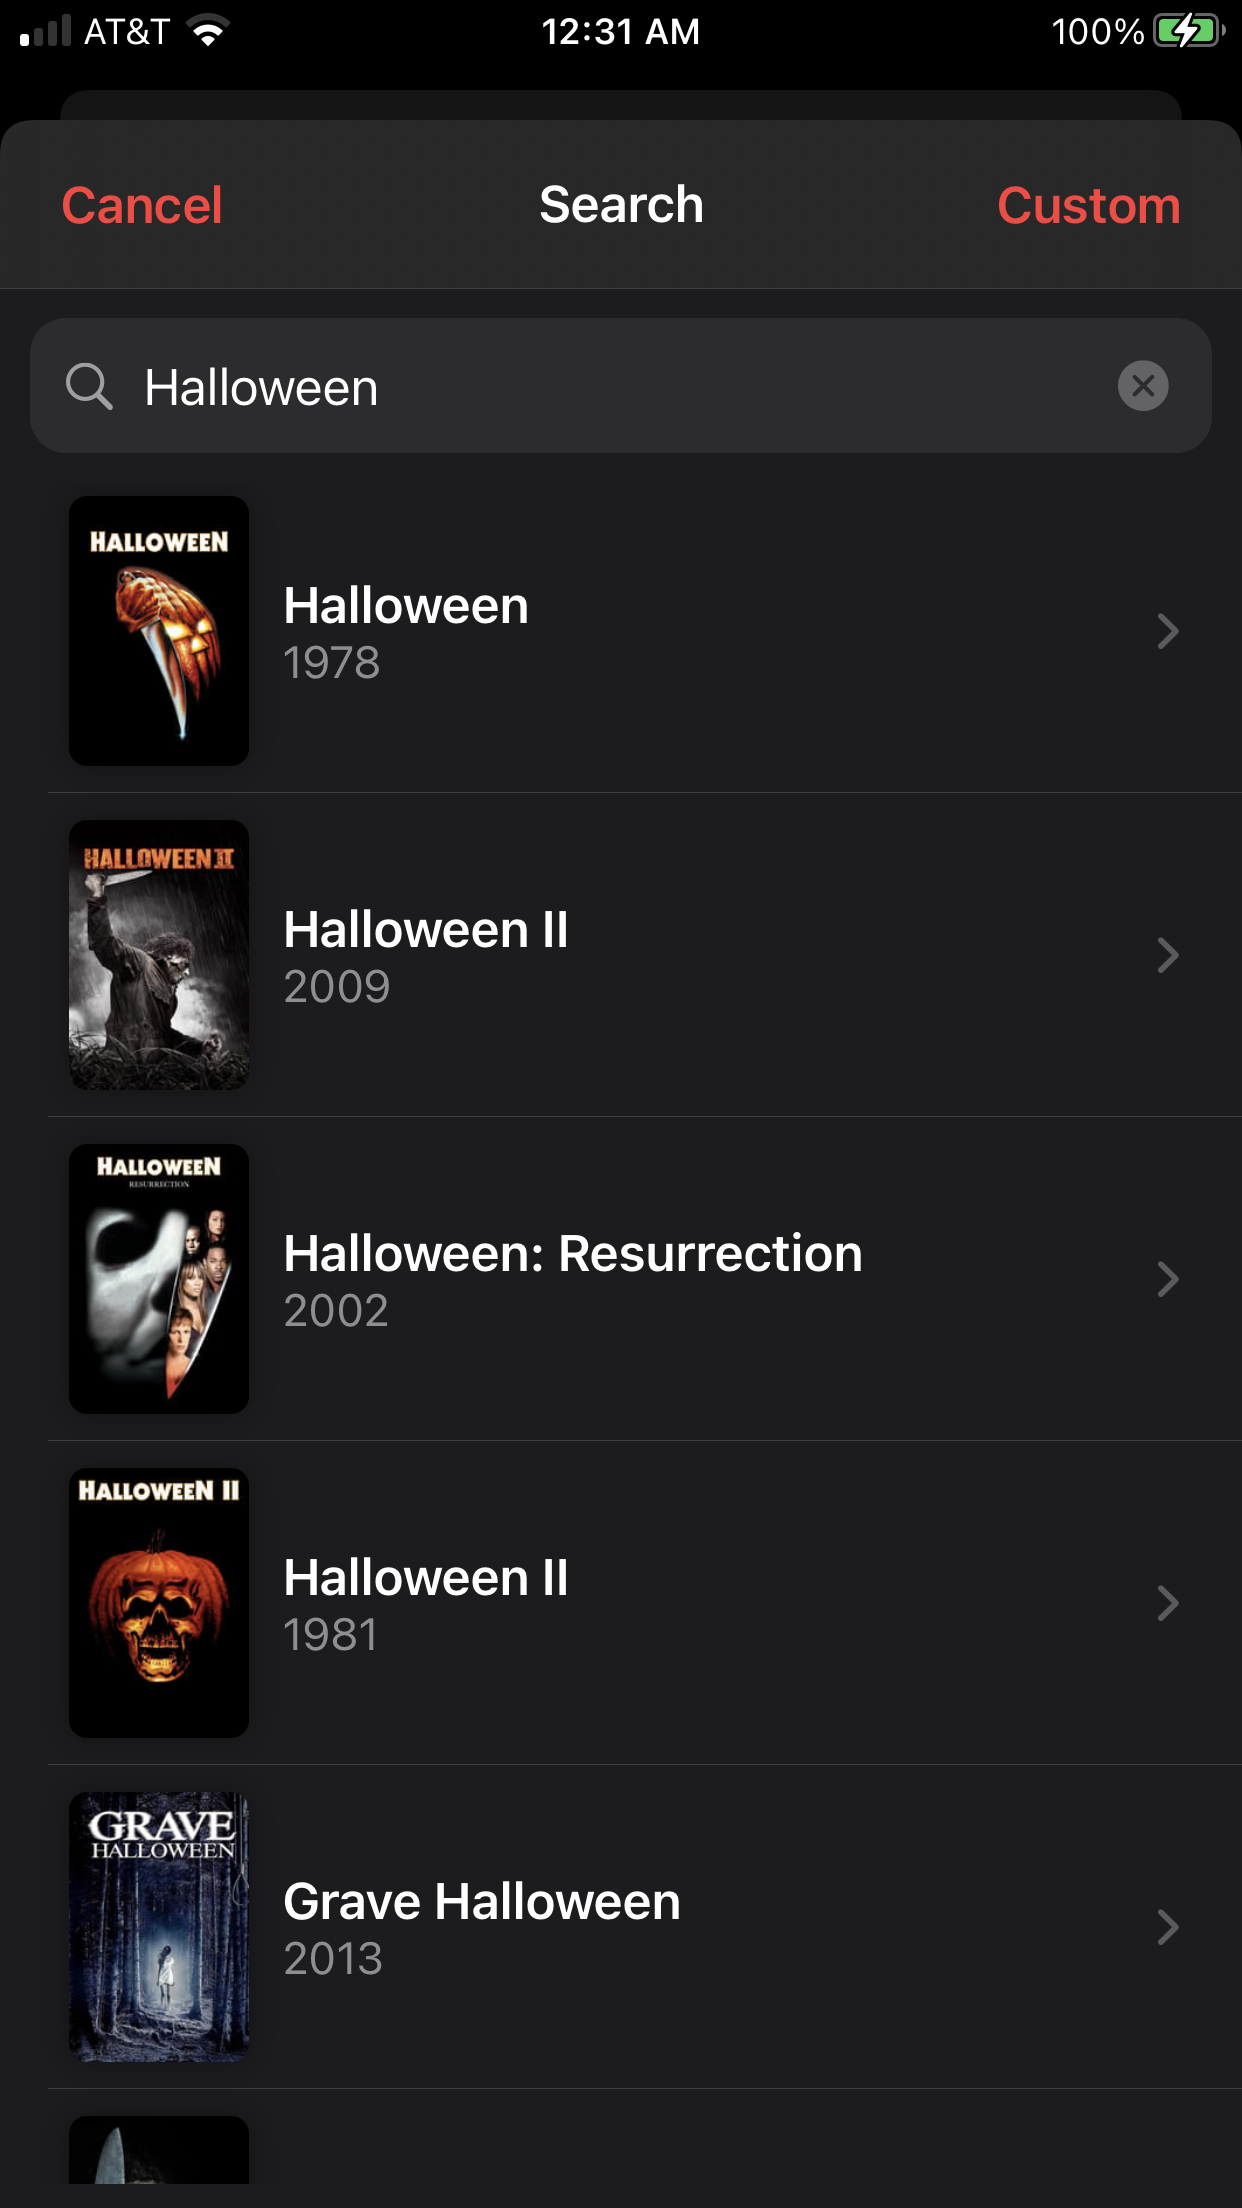 AT&T 12:31 AM 100%
Cancel Search Custom
Halloween
HALLOWEEN
Halloween
1978
HALLOWEEN II
Halloween II
2009
HALLOWEEN
RESURRECTION
Halloween: Resurrection
2002
HALLOWEEN II
Halloween II
1981
GRAVE
HALLOWEEN
Grave Halloween
2013